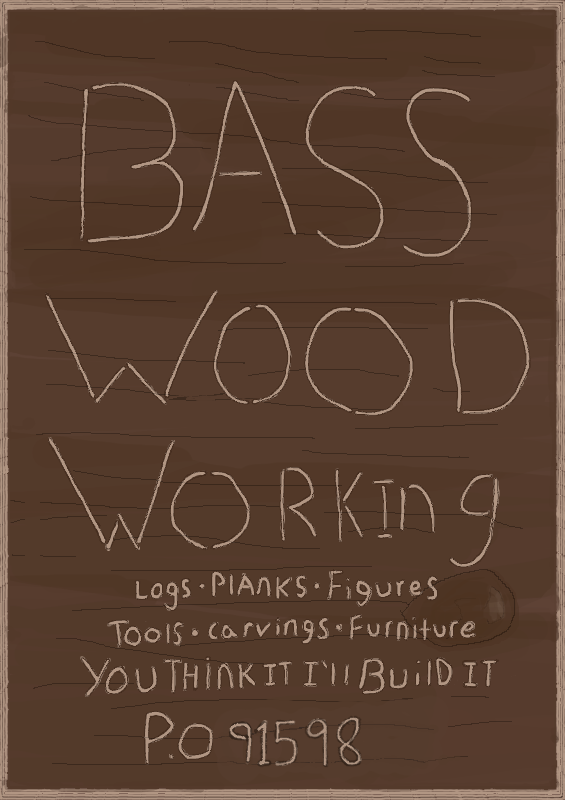 BASS
WOOD
WORKIng
Logs·PlANKS·Figures
Tools·carvings·Furniture
YOU THINK IT I'll BuilD IT
P.O 91598